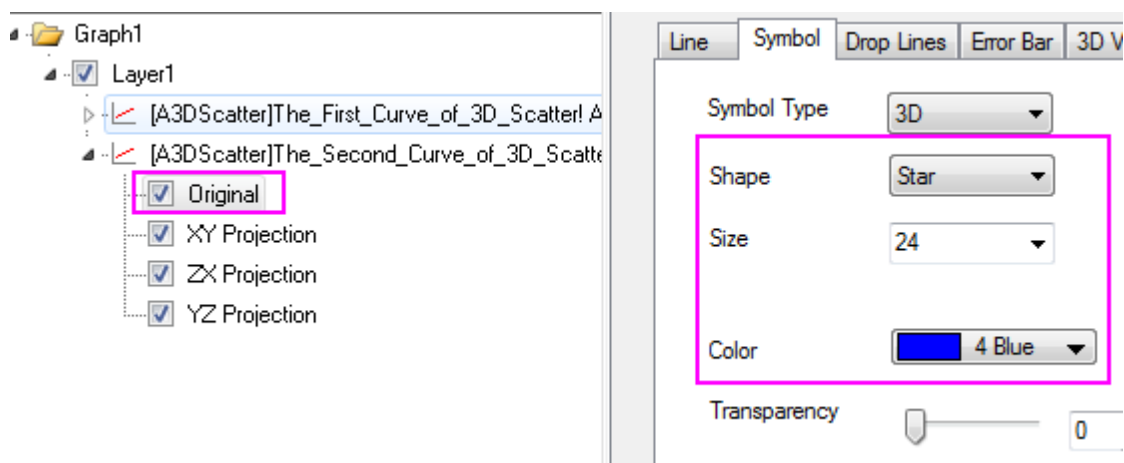 Graph1
Layer1
[A3DScatter]The_First_Curve_of_3D_Scatter! A
[A3DScatter]The_Second_Curve_of_3D_Scatte
Original
XY Projection
ZX Projection
YZ Projection
Line Symbol Drop Lines Error Bar 3D V
Symbol Type 3D
Shape Star
Size 24
Color 4 Blue
Transparency 0